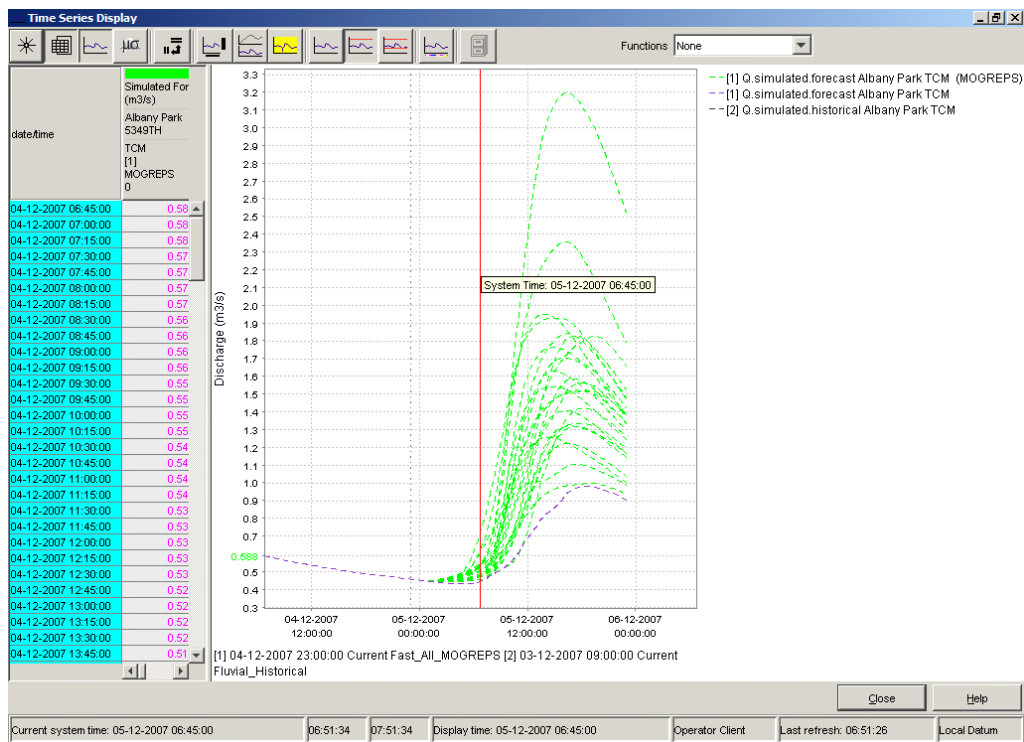 Time Series Display
μσ
Functions None
date/time
Simulated For
(m3/s)
Albany Park
5349TH
TCM
[1]
MOGREPS
0
04-12-2007 06:45:00 0.58
04-12-2007 07:00:00 0.58
04-12-2007 07:15:00 0.58
04-12-2007 07:30:00 0.57
04-12-2007 07:45:00 0.57
04-12-2007 08:00:00 0.57
04-12-2007 08:15:00 0.57
04-12-2007 08:30:00 0.56
04-12-2007 08:45:00 0.56
04-12-2007 09:00:00 0.56
04-12-2007 09:15:00 0.56
04-12-2007 09:30:00 0.55
04-12-2007 09:45:00 0.55
04-12-2007 10:00:00 0.55
04-12-2007 10:15:00 0.55
04-12-2007 10:30:00 0.54
04-12-2007 10:45:00 0.54
04-12-2007 11:00:00 0.54
04-12-2007 11:15:00 0.54
04-12-2007 11:30:00 0.53
04-12-2007 11:45:00 0.53
04-12-2007 12:00:00 0.53
04-12-2007 12:15:00 0.53
04-12-2007 12:30:00 0.53
04-12-2007 12:45:00 0.52
04-12-2007 13:00:00 0.52
04-12-2007 13:15:00 0.52
04-12-2007 13:30:00 0.52
04-12-2007 13:45:00 0.51
Discharge (m3/s)
3.3
3.2
3.1
3.0
2.9
2.8
2.7
2.6
2.5
2.4
2.3
2.2
2.1
2.0
1.9
1.8
1.7
1.6
1.5
1.4
1.3
1.2
1.1
1.0
0.9
0.8
0.7
0.588
0.5
0.4
0.3
System Time: 05-12-2007 06:45:00
04-12-2007 05-12-2007 05-12-2007 06-12-2007
12:00:00 00:00:00 12:00:00 00:00:00
[1] Q.simulated.forecast Albany Park TCM (MOGREPS)
[1] Q.simulated.forecast Albany Park TCM
[2] Q.simulated.historical Albany Park TCM
[1] 04-12-2007 23:00:00 Current Fast_All_MOGREPS [2] 03-12-2007 09:00:00 Current
Fluvial_Historical
Close Help
Current system time: 05-12-2007 06:45:00 06:51:34 07:51:34 Display time: 05-12-2007 06:45:00 Operator Client Last refresh: 06:51:26 Local Datum